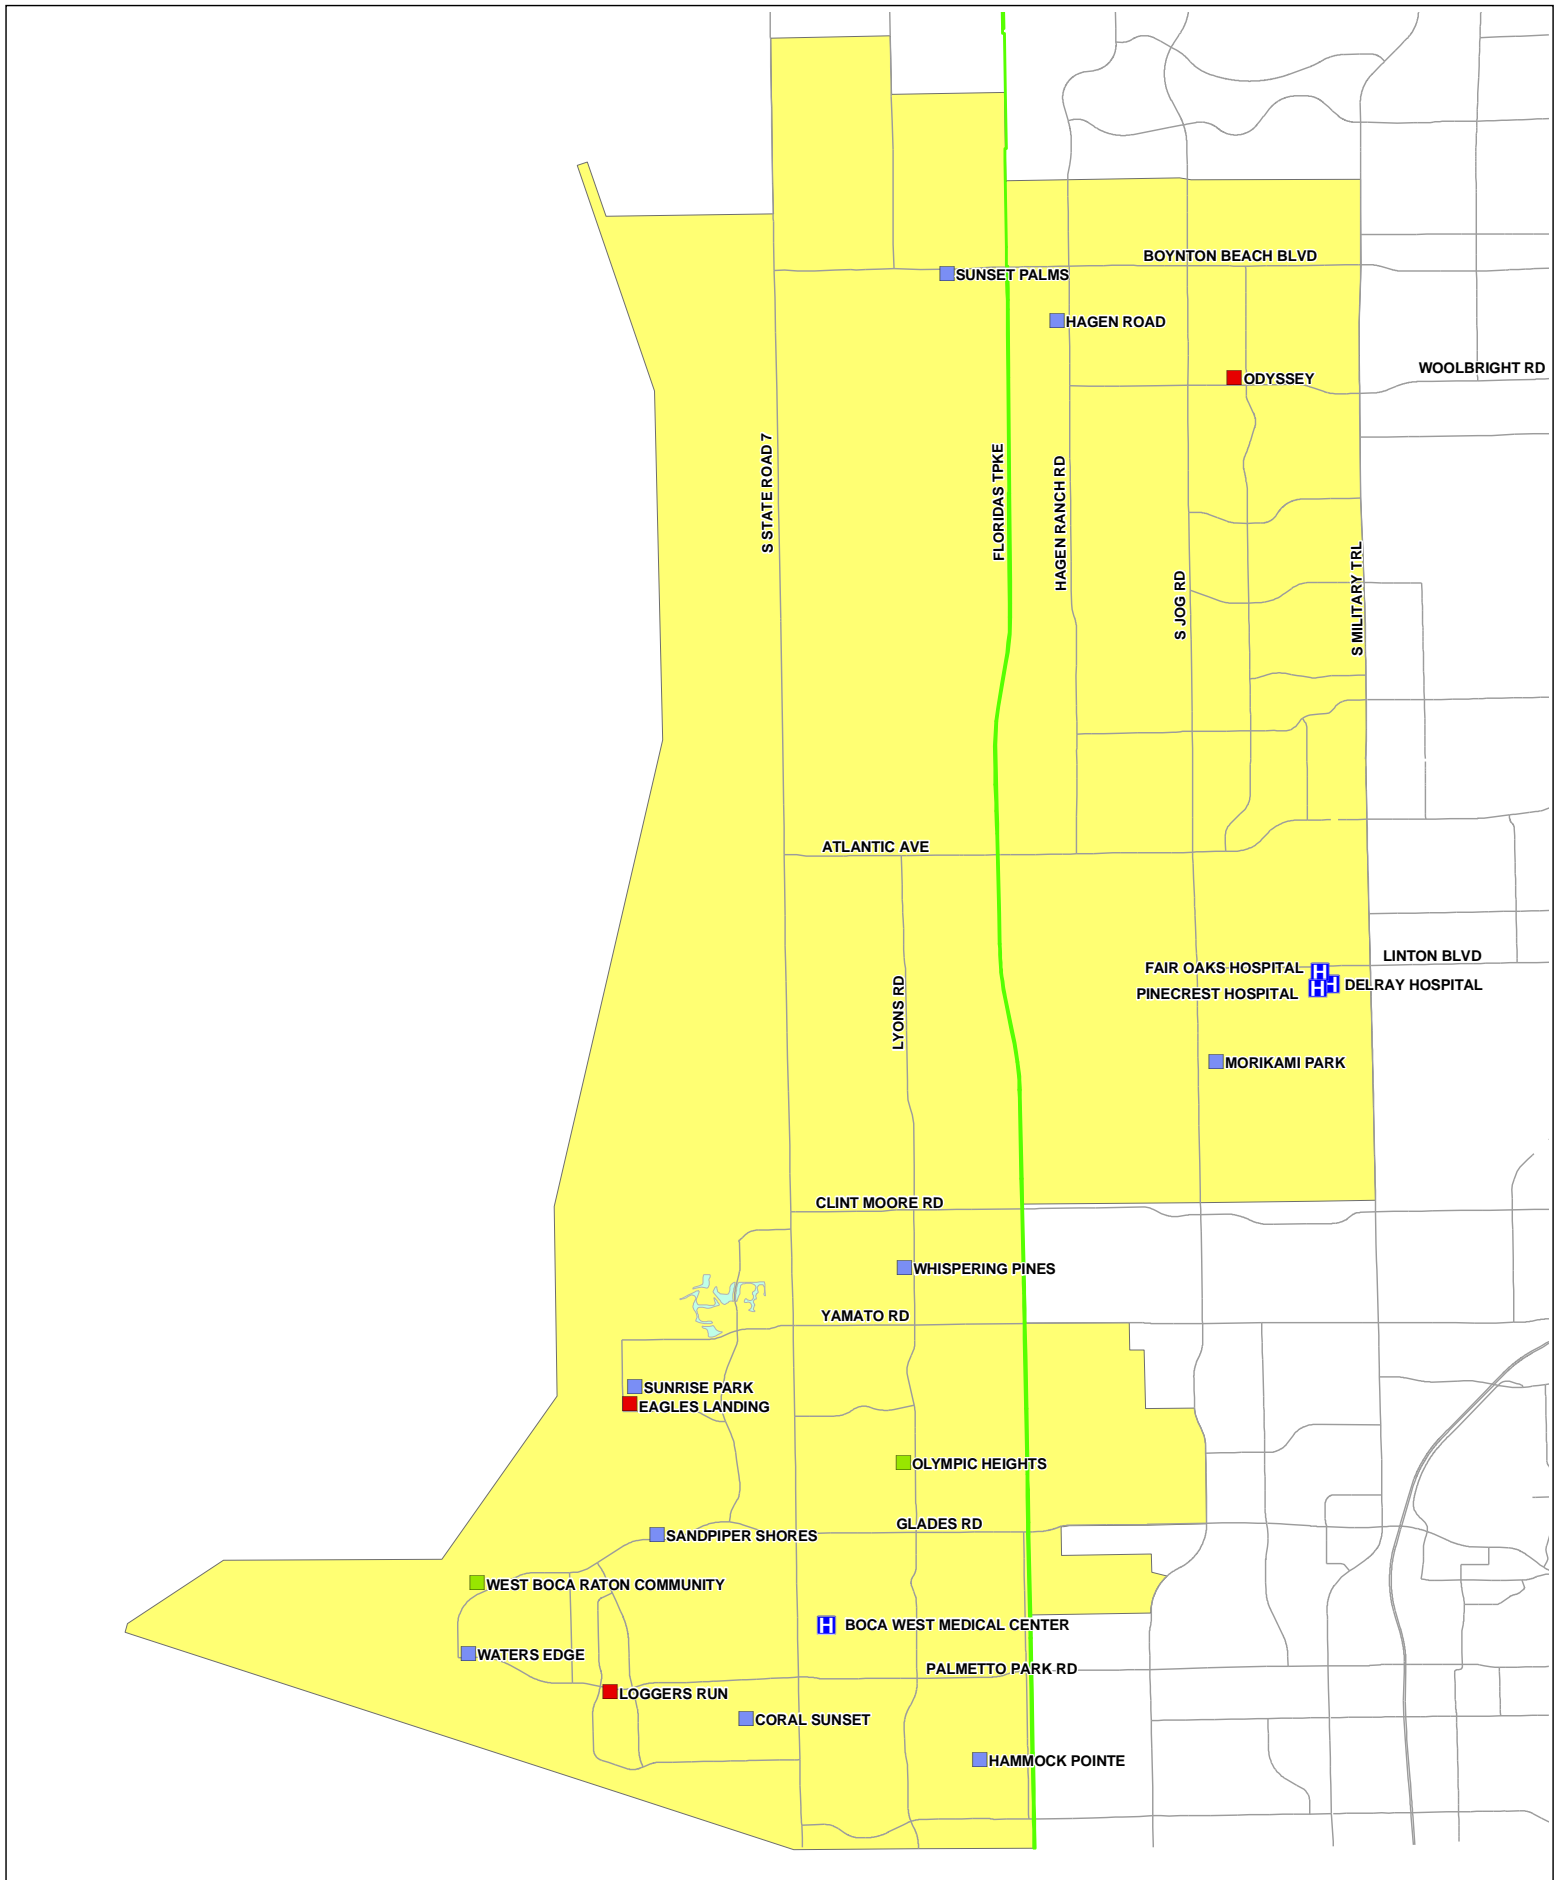 BOYNTON BEACH BLVD
SUNSET PALMS
HAGEN ROAD
WOOLBRIGHT RD
ODYSSEY
S STATE ROAD 7
FLORIDAS TPKE
HAGEN RANCH RD
S JOG RD
S MILITARY TRL
ATLANTIC AVE
LINTON BLVD
FAIR OAKS HOSPITAL
H
H
DELRAY HOSPITAL
PINECREST HOSPITAL
H
LYONS RD
MORIKAMI PARK
CLINT MOORE RD
WHISPERING PINES
YAMATO RD
SUNRISE PARK
EAGLES LANDING
OLYMPIC HEIGHTS
GLADES RD
SANDPIPER SHORES
WEST BOCA RATON COMMUNITY
H
BOCA WEST MEDICAL CENTER
WATERS EDGE
PALMETTO PARK RD
LOGGERS RUN
CORAL SUNSET
HAMMOCK POINTE